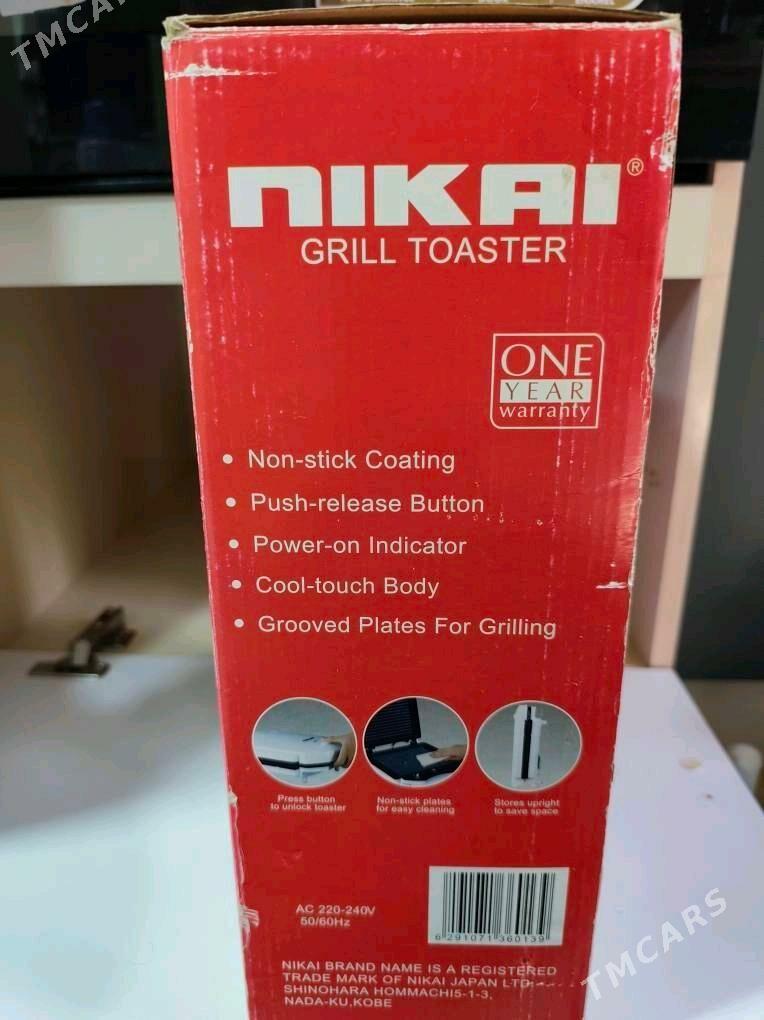 TMCARS
NIKAI®
GRILL TOASTER
ONE
YEAR
warranty
• Non-stick Coating
• Push-release Button
• Power-on Indicator
• Cool-touch Body
• Grooved Plates For Grilling
Press button
to unlock toaster
Non-stick plates
for easy cleaning
Stores upright
to save space
AC 220-240V
50/60Hz
6 291071 360139
NIKAI BRAND NAME IS A REGISTERED
TRADE MARK OF NIKAI JAPAN LTD
SHINOHARA HOMMACHI5-1-3,
NADA-KU,KOBE
TMCARS